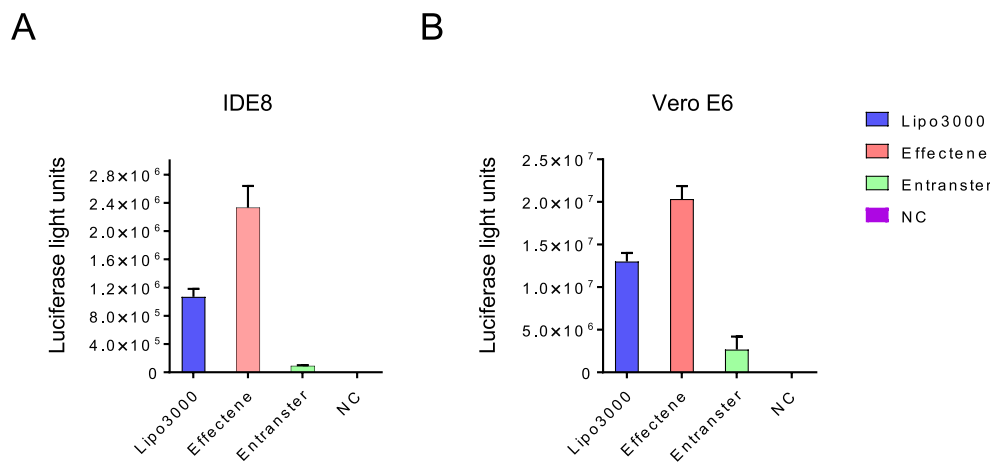 A
B
IDE8
Vero E6
Luciferase light units
2.8×10⁶
2.4×10⁶
2.0×10⁶
1.6×10⁶
1.2×10⁶
8.0×10⁵
4.0×10⁵
0
Lipo3000
Effectene
Entranster
NC
Luciferase light units
2.5×10⁷
2.0×10⁷
1.5×10⁷
1.0×10⁷
5.0×10⁶
0
Lipo3000
Effectene
Entranster
NC
Lipo3000
Effectene
Entranster
NC